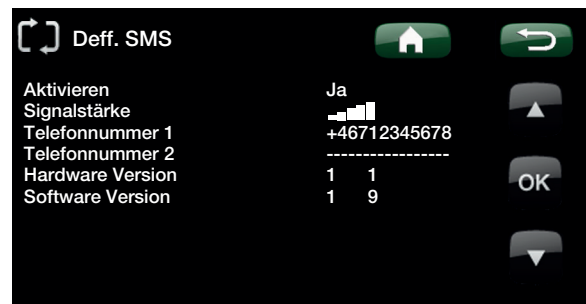 Deff. SMS
Aktivieren Ja
Signalstärke
Telefonnummer 1 +46712345678
Telefonnummer 2 -----------------
Hardware Version 1 1
Software Version 1 9
OK